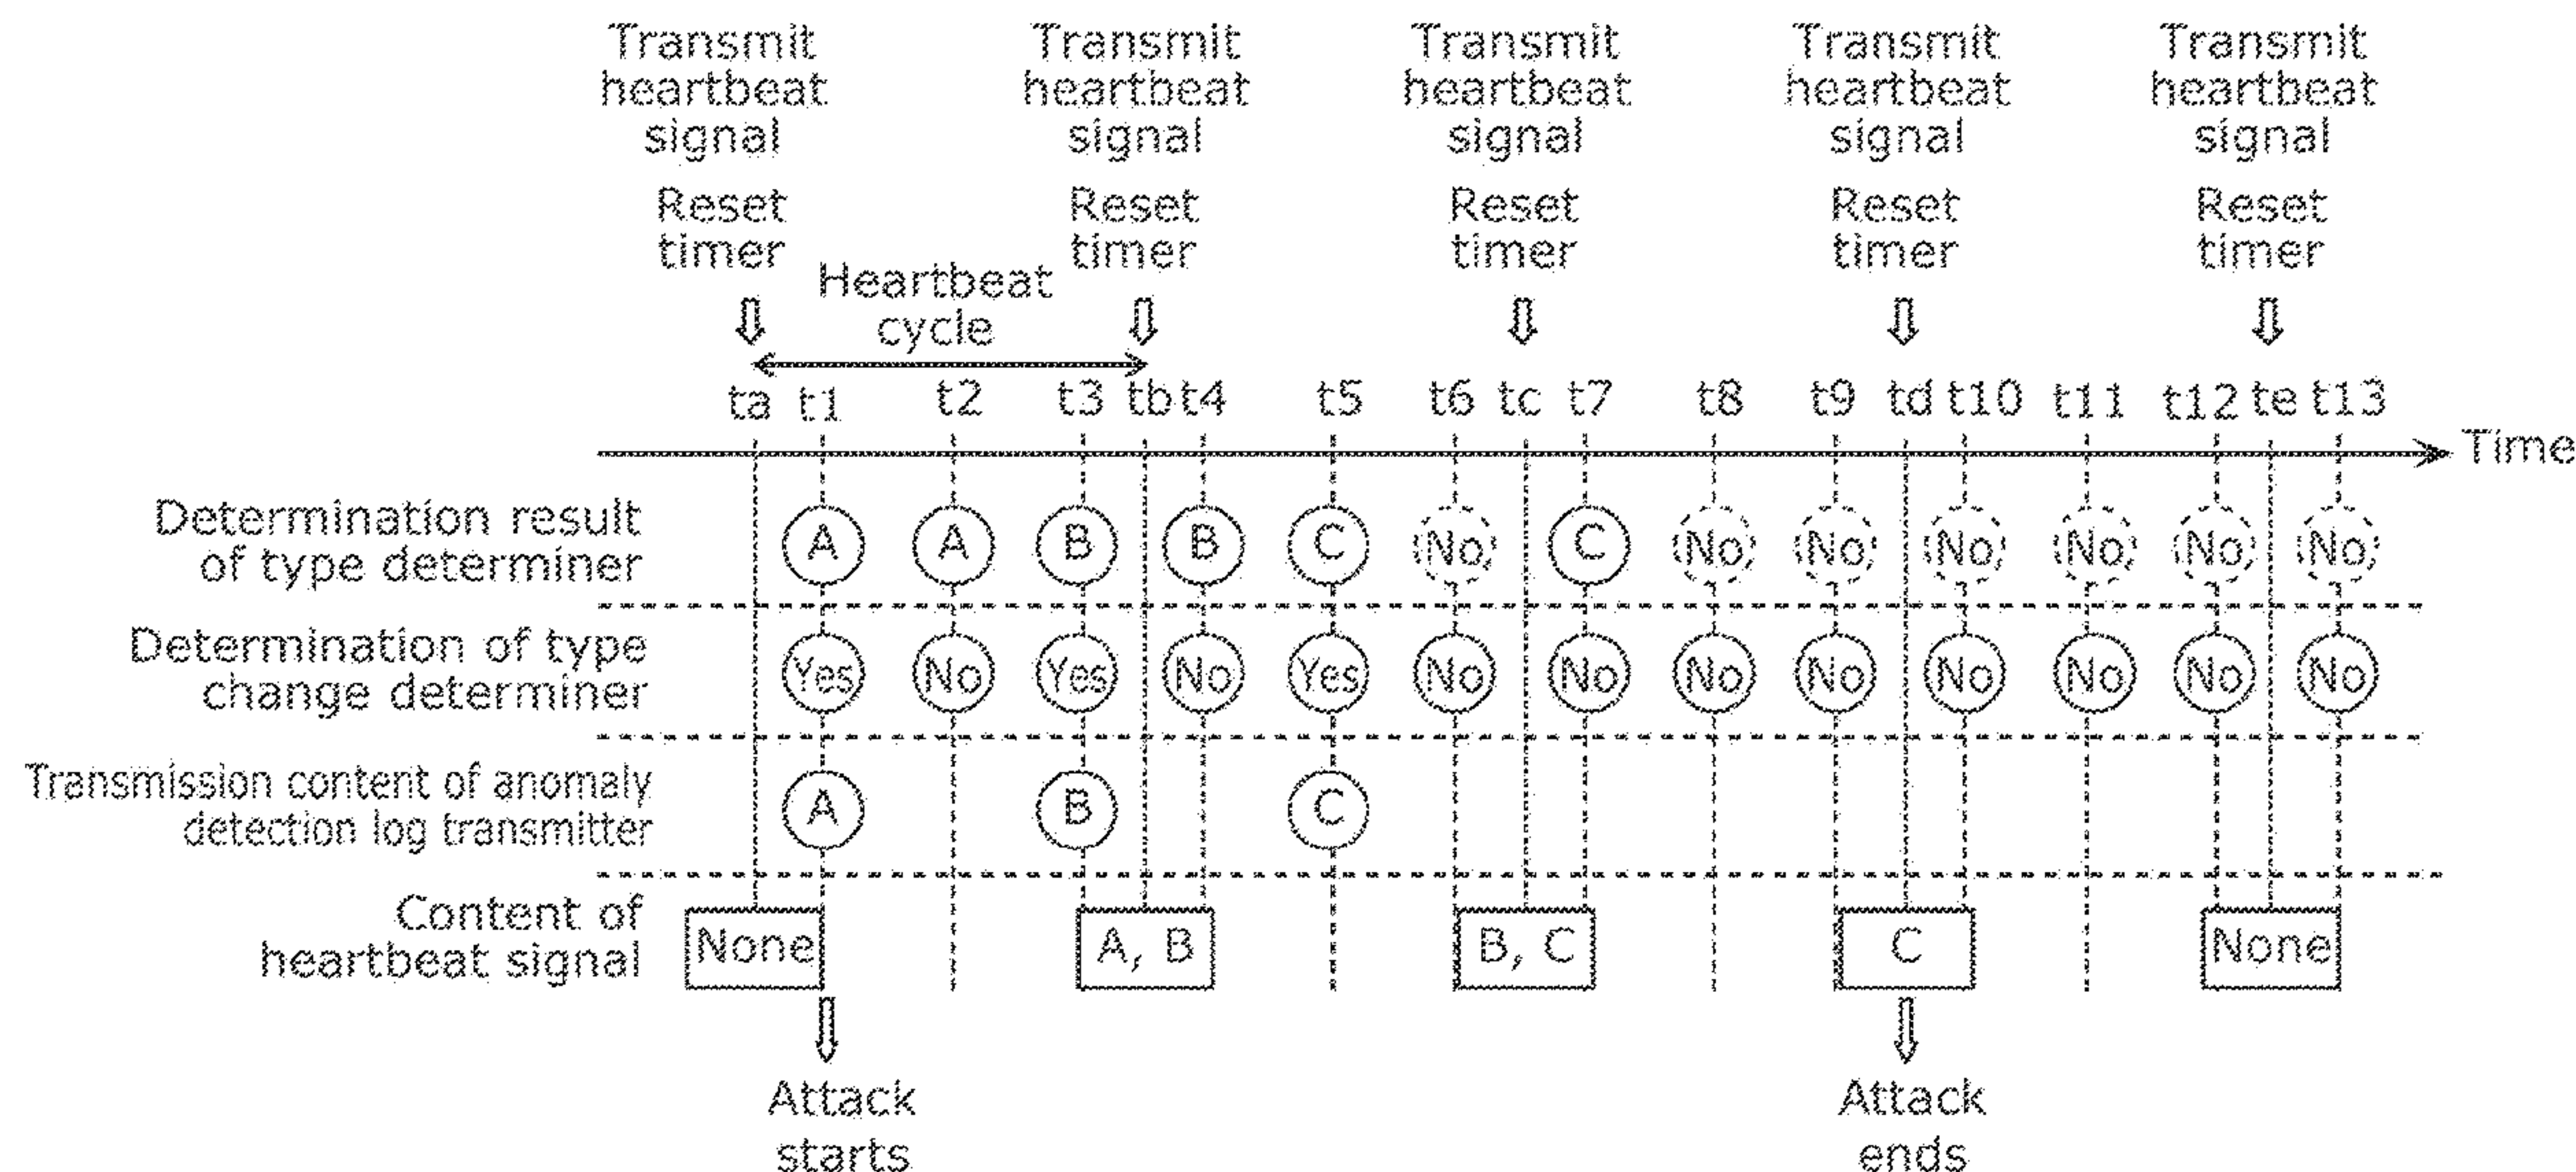 Transmit Transmit Transmit Transmit Transmit
heartbeat heartbeat heartbeat heartbeat heartbeat
signal signal signal signal signal
Reset Reset Reset Reset Reset
timer timer timer timer timer
Heartbeat
cycle
ta t1 t2 t3 tb t4 t5 t6 tc t7 t8 t9 td t10 t11 t12 te t13
Time
Determination result
of type determiner
A A B B C No C No No No No No No
Determination of type
change determiner
Yes No Yes No Yes No No No No No No No No
Transmission content of anomaly
detection log transmitter
A B C
Content of
heartbeat signal
None A, B B, C C None
Attack Attack
starts ends